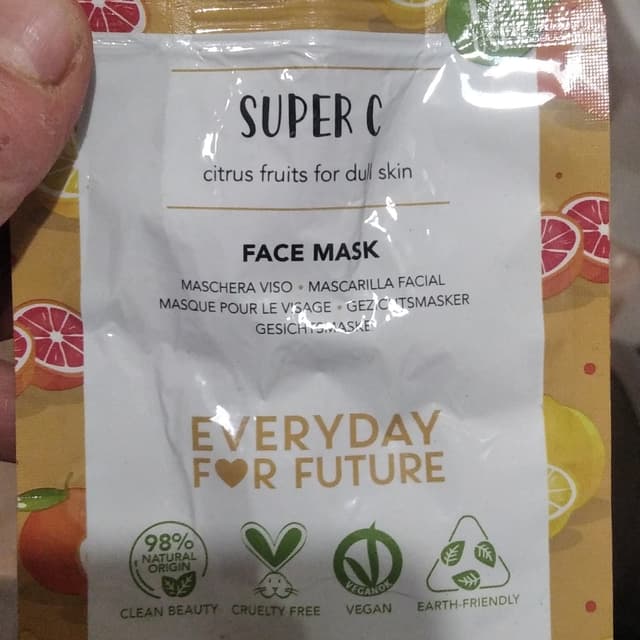 SUPER C
citrus fruits for dull skin
FACE MASK
MASCHERA VISO • MASCARILLA FACIAL
MASQUE POUR LE VISAGE • GEZICHTSMASKER
GESICHTSMASKE
EVERYDAY
F♥R FUTURE
98%
NATURAL
ORIGIN
CLEAN BEAUTY
CRUELTY FREE
VEGANOK
VEGAN
EARTH-FRIENDLY